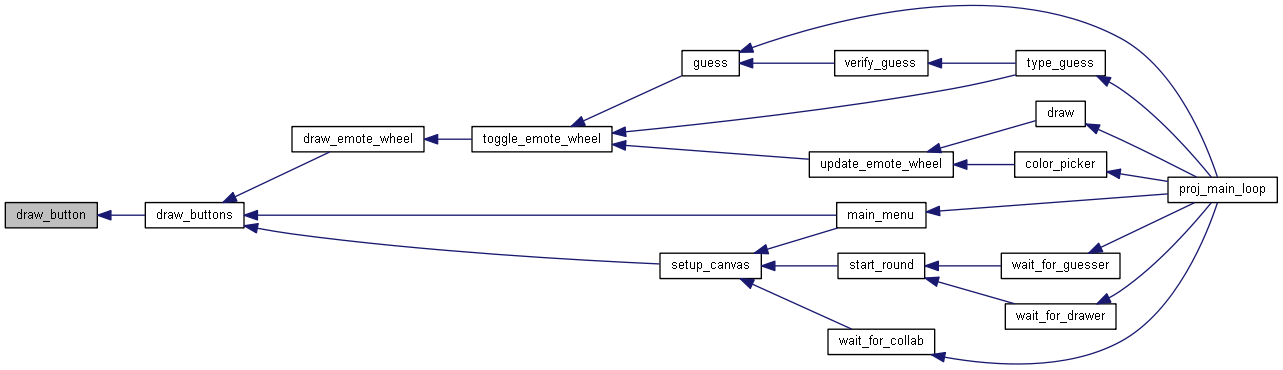 guess
verify_guess
type_guess
draw
draw_emote_wheel
toggle_emote_wheel
update_emote_wheel
color_picker
proj_main_loop
draw_button
draw_buttons
main_menu
setup_canvas
start_round
wait_for_guesser
wait_for_drawer
wait_for_collab